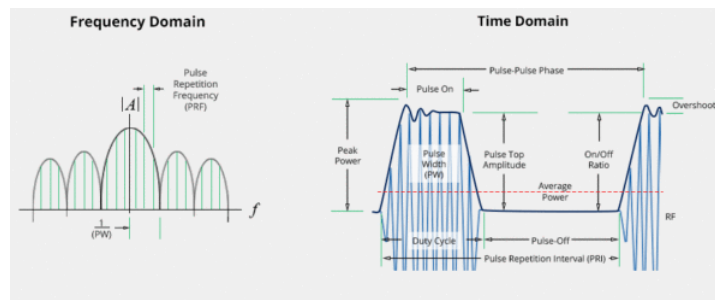 Frequency Domain
Pulse
Repetition
Frequency
(PRF)
|A|
f
1
(PW)
Time Domain
Pulse-Pulse Phase
Pulse On
Overshoot
Peak
Power
Pulse
Width
(PW)
Pulse Top
Amplitude
On/Off
Ratio
Average
Power
RF
Duty Cycle
Pulse-Off
Pulse Repetition Interval (PRI)